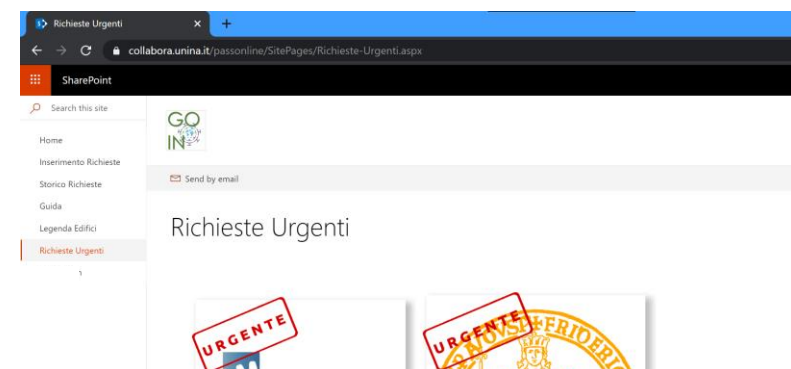 Richieste Urgenti
collabora.unina.it/passonline/SitePages/Richieste-Urgenti.aspx
SharePoint
Search this site
GO
IN
Home
Inserimento Richieste
Send by email
Storico Richieste
Guida
Legenda Edifici
Richieste Urgenti
Richieste Urgenti
URGENTE
URGENTE